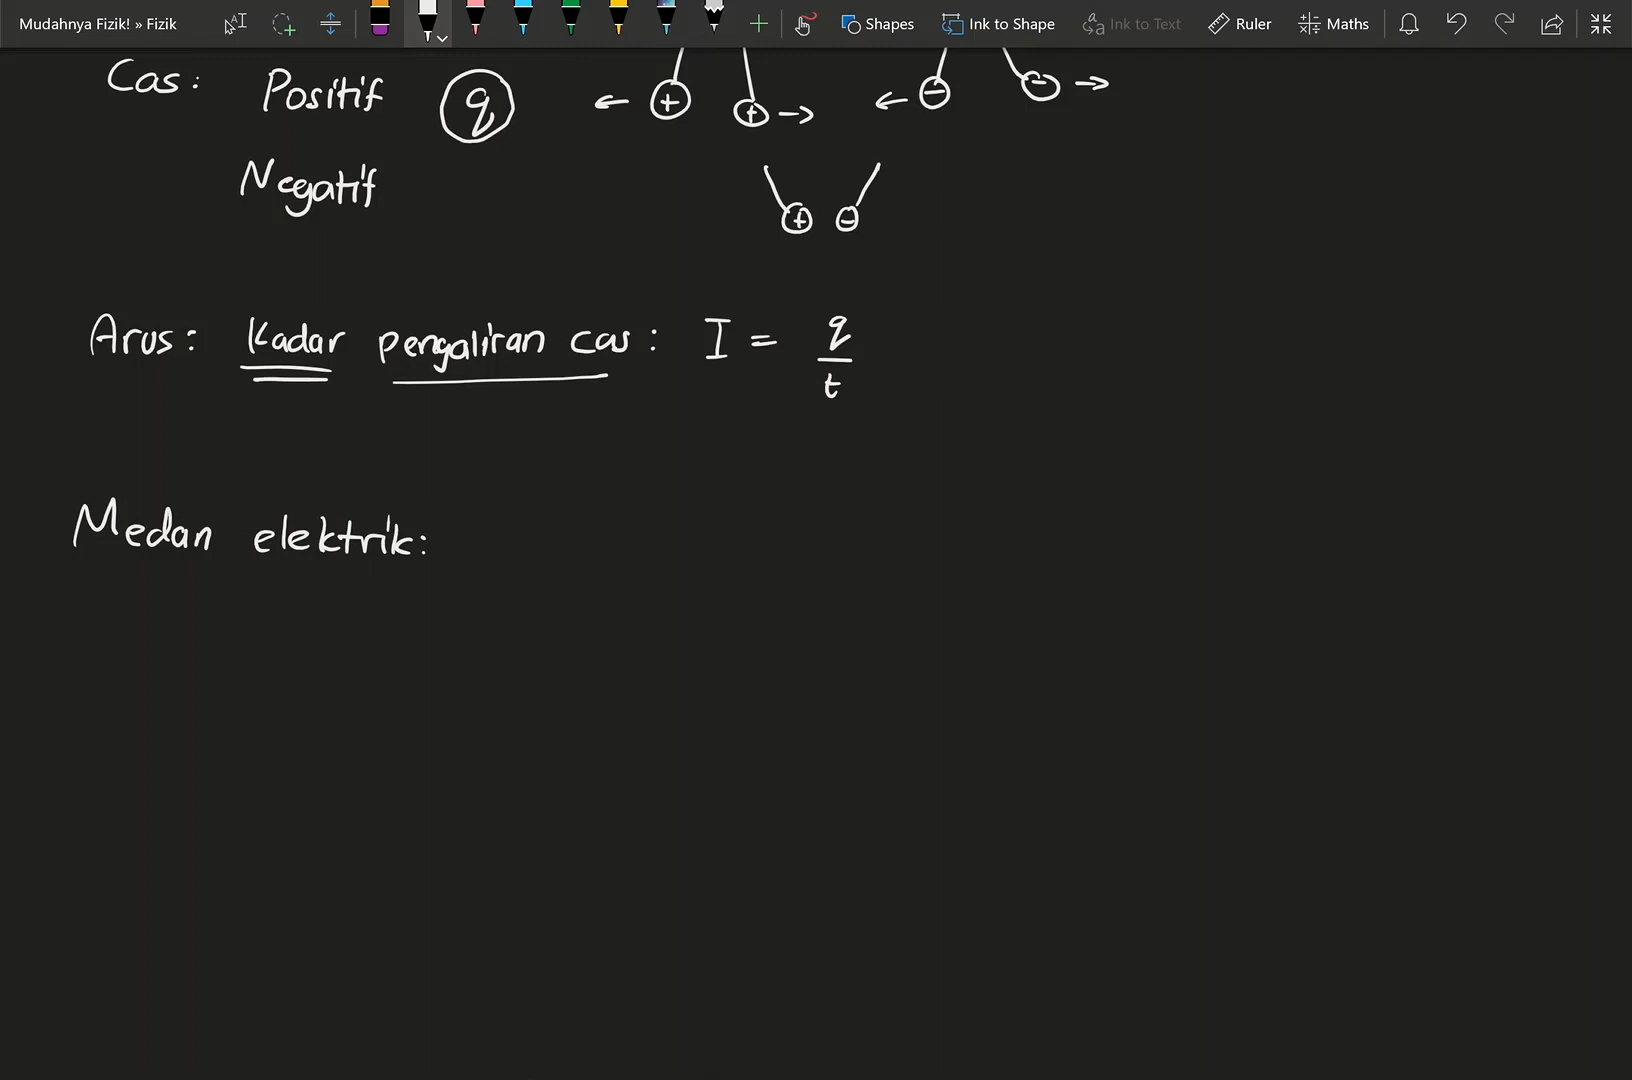 Mudahnya Fizik! » Fizik
Shapes
Ink to Shape
Ink to Text
Ruler
Maths
Cas: Positif q ← + + → ← − − →
Negatif + −
Arus: Kadar pengaliran cas: I = q/t
Medan elektrik: